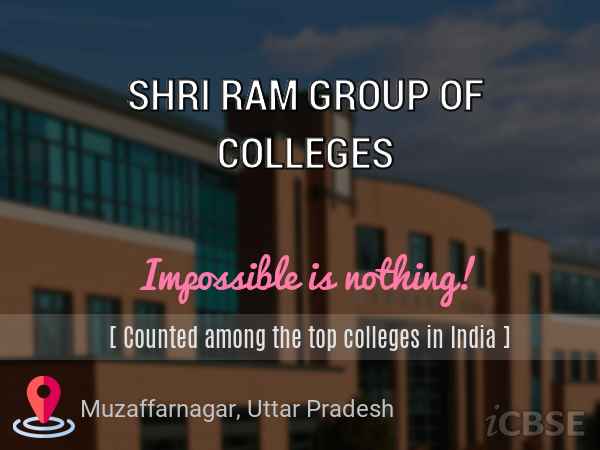 SHRI RAM GROUP OF
COLLEGES
Impossible is nothing!
[ Counted among the top colleges in India ]
Muzaffarnagar, Uttar Pradesh
iCBSE